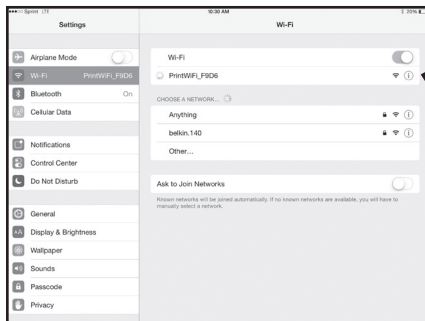 Sprint LTE 10:30 AM 20%
Settings Wi-Fi
Airplane Mode
Wi-Fi PrintWiFi_F9D6
Bluetooth On
Cellular Data
Notifications
Control Center
Do Not Disturb
General
Display & Brightness
Wallpaper
Sounds
Passcode
Privacy
Wi-Fi
PrintWiFi_F9D6
CHOOSE A NETWORK...
Anything
belkin.140
Other...
Ask to Join Networks
Known networks will be joined automatically. If no known networks are available, you will have to
manually select a network.